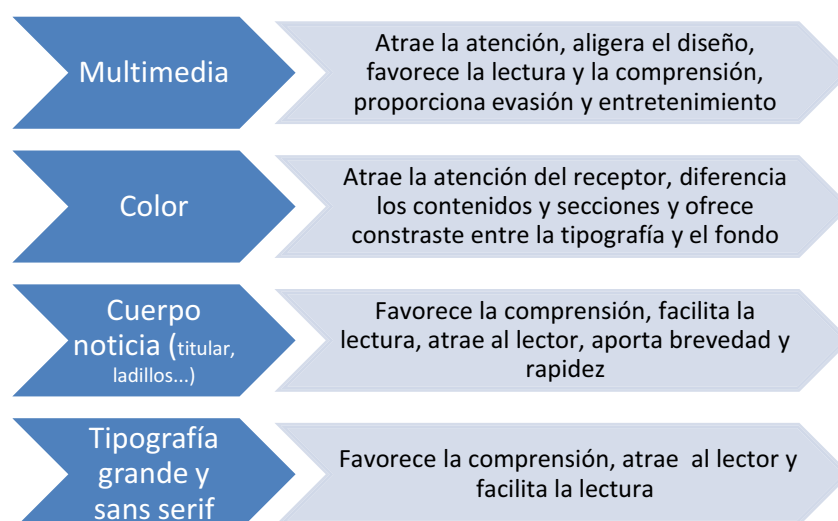 Multimedia
Atrae la atención, aligera el diseño,
favorece la lectura y la comprensión,
proporciona evasión y entretenimiento
Color
Atrae la atención del receptor, diferencia
los contenidos y secciones y ofrece
constraste entre la tipografía y el fondo
Cuerpo
noticia (titular,
ladillos...)
Favorece la comprensión, facilita la
lectura, atrae al lector, aporta brevedad y
rapidez
Tipografía
grande y
sans serif
Favorece la comprensión, atrae al lector y
facilita la lectura